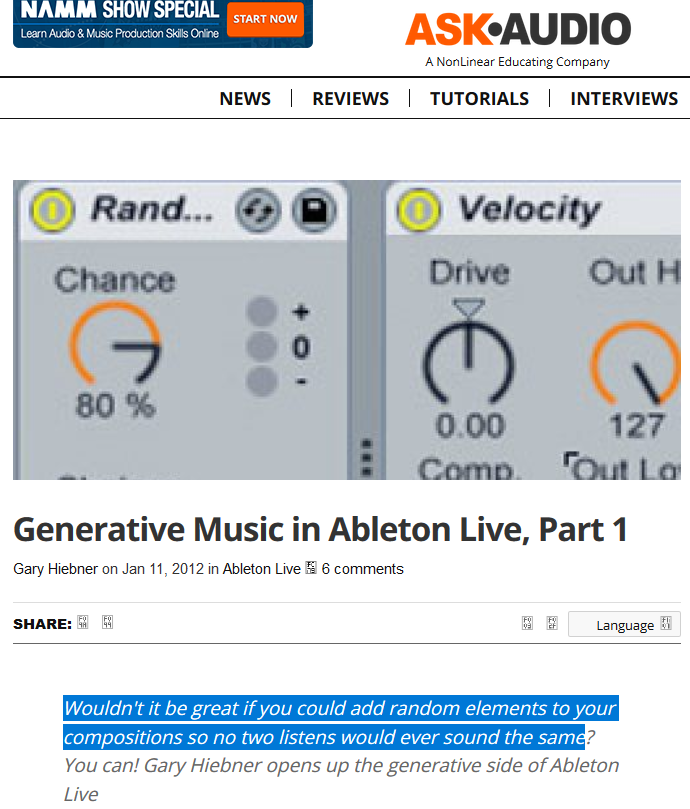 NAMM SHOW SPECIAL
Learn Audio & Music Production Skills Online
START NOW
ASK•AUDIO
A NonLinear Educating Company
NEWS
REVIEWS
TUTORIALS
INTERVIEWS
Rand...
Velocity
Chance
Drive
Out H
+
0
-
80 %
0.00
127
Comp.
Out Lo
Generative Music in Ableton Live, Part 1
Gary Hiebner on Jan 11, 2012 in Ableton Live 6 comments
SHARE:
Language
Wouldn't it be great if you could add random elements to your
compositions so no two listens would ever sound the same?
You can! Gary Hiebner opens up the generative side of Ableton
Live